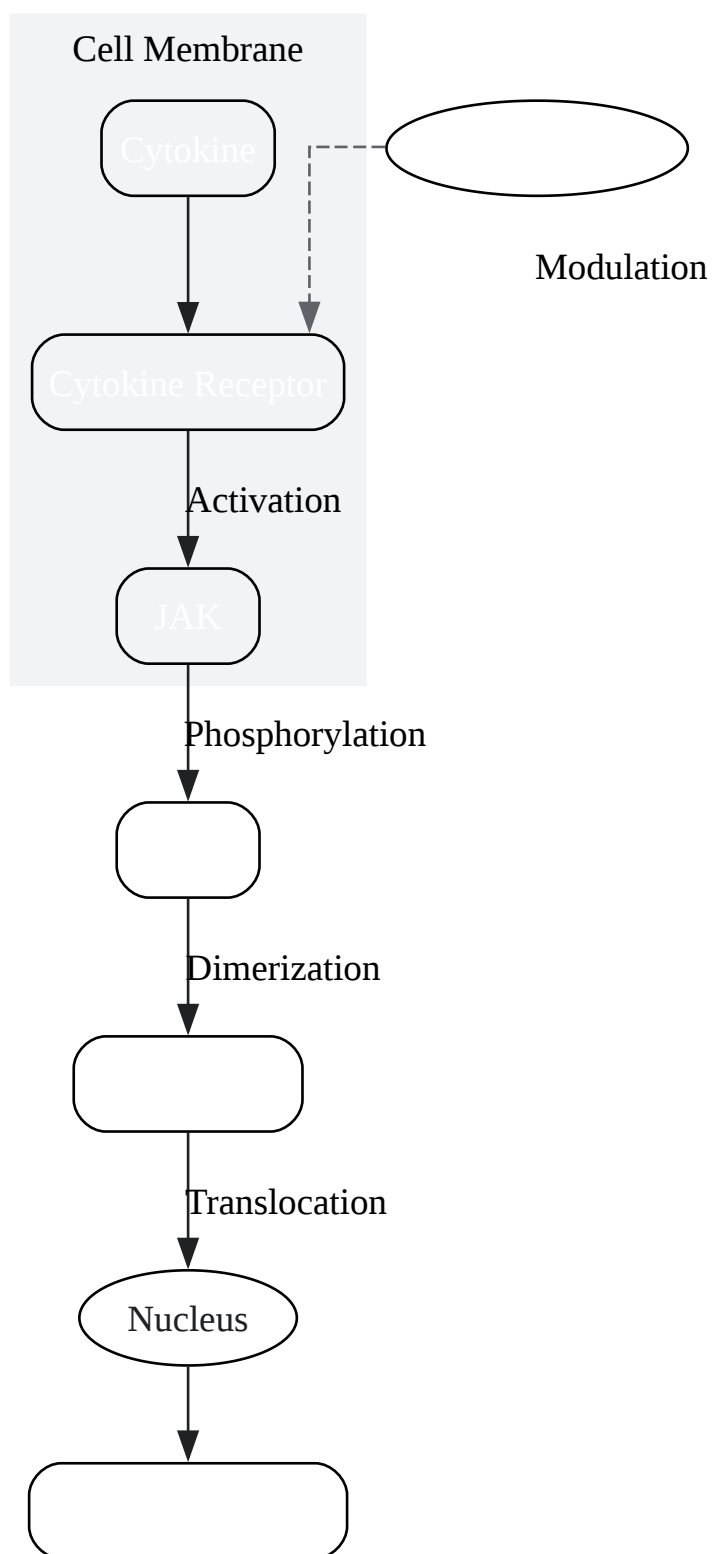 Cell Membrane
Cytokine
Modulation
Cytokine Receptor
Activation
JAK
Phosphorylation
Dimerization
Translocation
Nucleus